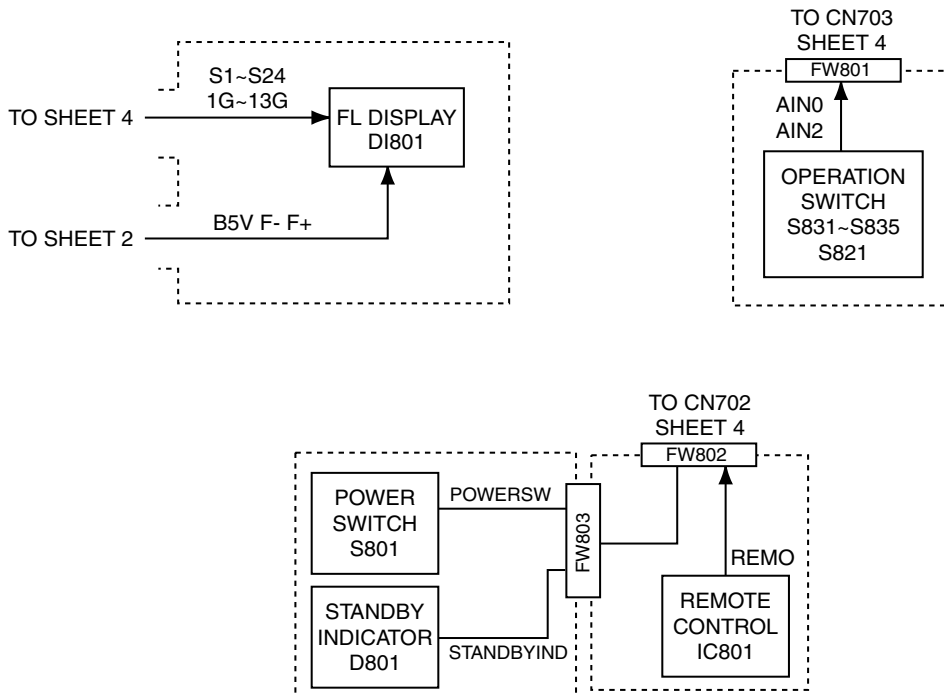 TO CN703
SHEET 4
FW801
S1~S24
1G~13G
TO SHEET 4
FL DISPLAY
DI801
B5V F- F+
TO SHEET 2
AIN0
AIN2
OPERATION
SWITCH
S831~S835
S821
TO CN702
SHEET 4
FW802
POWER
SWITCH
S801
POWERSW
FW803
STANDBY
INDICATOR
D801
STANDBYIND
REMO
REMOTE
CONTROL
IC801